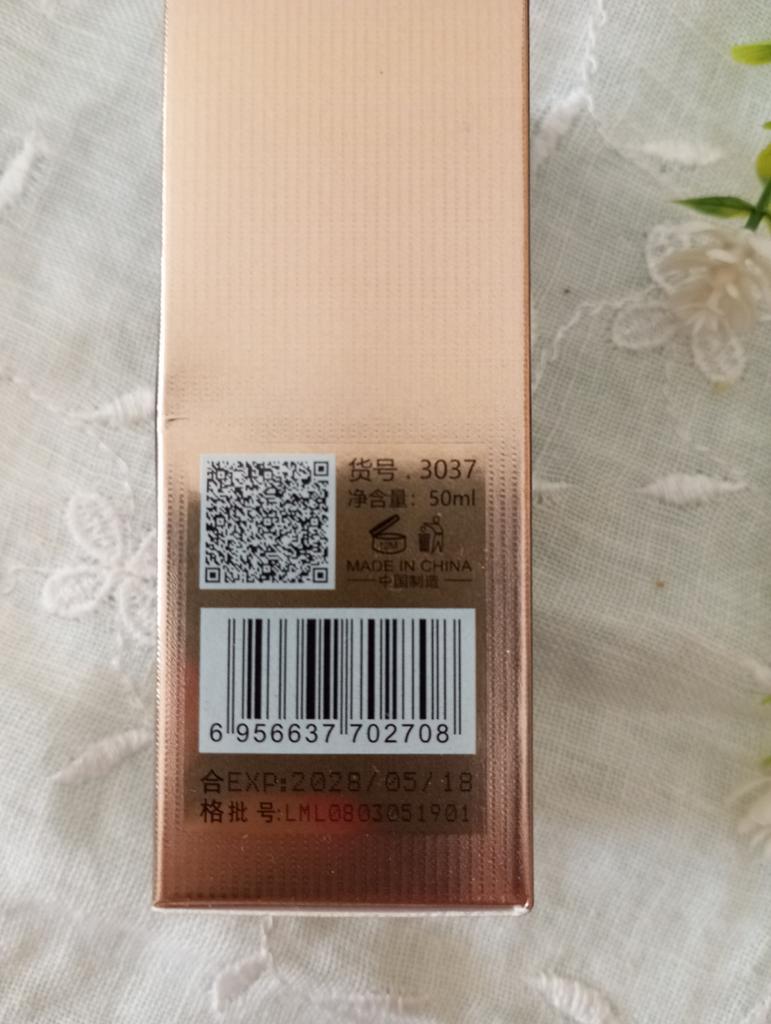 货号.3037
净含量：50ml
12M
MADE IN CHINA
中国制造
6 956637 702708
合EXP:2028/05/18
格批 号:LML0803051901